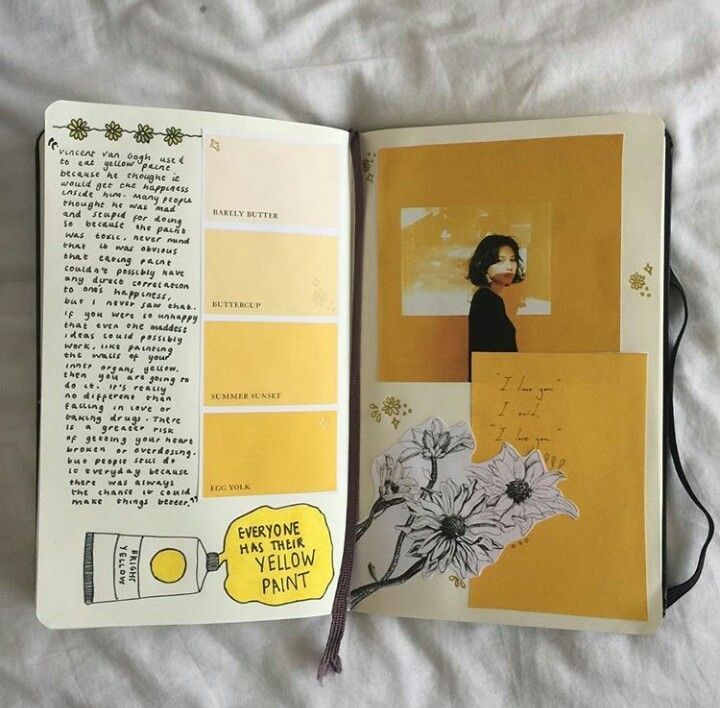 "Vincent van Gogh used
to eat yellow paint
because he thought it
would get the happiness
inside him. Many people
thought he was mad
and stupid for doing
so because the paint
was toxic, never mind
that it was obvious
that eating paint
couldn't possibly have
any direct correlation
to one's happiness,
but I never saw that.
if you were so unhappy
that even the maddest
ideas could possibly
work, like painting
the walls of your
inner organs yellow.
then you are going to
do it. it's really
no different than
falling in love or
taking drugs. There
is a greater risk
of getting your heart
broken or overdosing.
but people still do
it everyday because
there was always
the chance it could
make things better."
BRIGHT
YELLOW
EVERYONE
HAS THEIR
YELLOW
PAINT
BARELY BUTTER
BUTTERCUP
SUMMER SUNSET
EGG YOLK
"I love you"
I said,
"I love you."